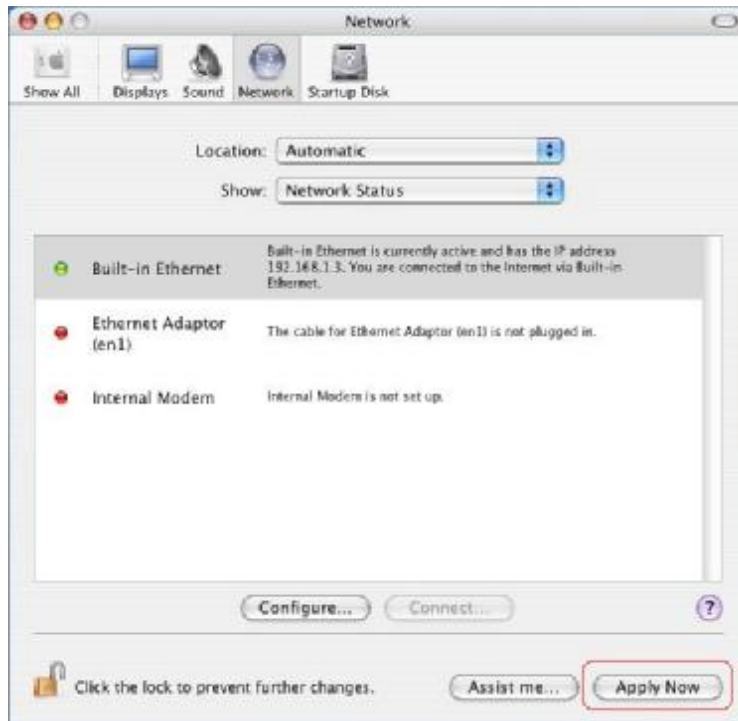 Network
Show All Displays Sound Network Startup Disk
Location: Automatic
Show: Network Status
Built-in Ethernet
Built-in Ethernet is currently active and has the IP address
192.168.1.3. You are connected to the Internet via Built-in
Ethernet.
Ethernet Adaptor
(en1)
The cable for Ethernet Adaptor (en1) is not plugged in.
Internal Modem
Internal Modem is not set up.
Configure... Connect... ?
Click the lock to prevent further changes. Assist me... Apply Now